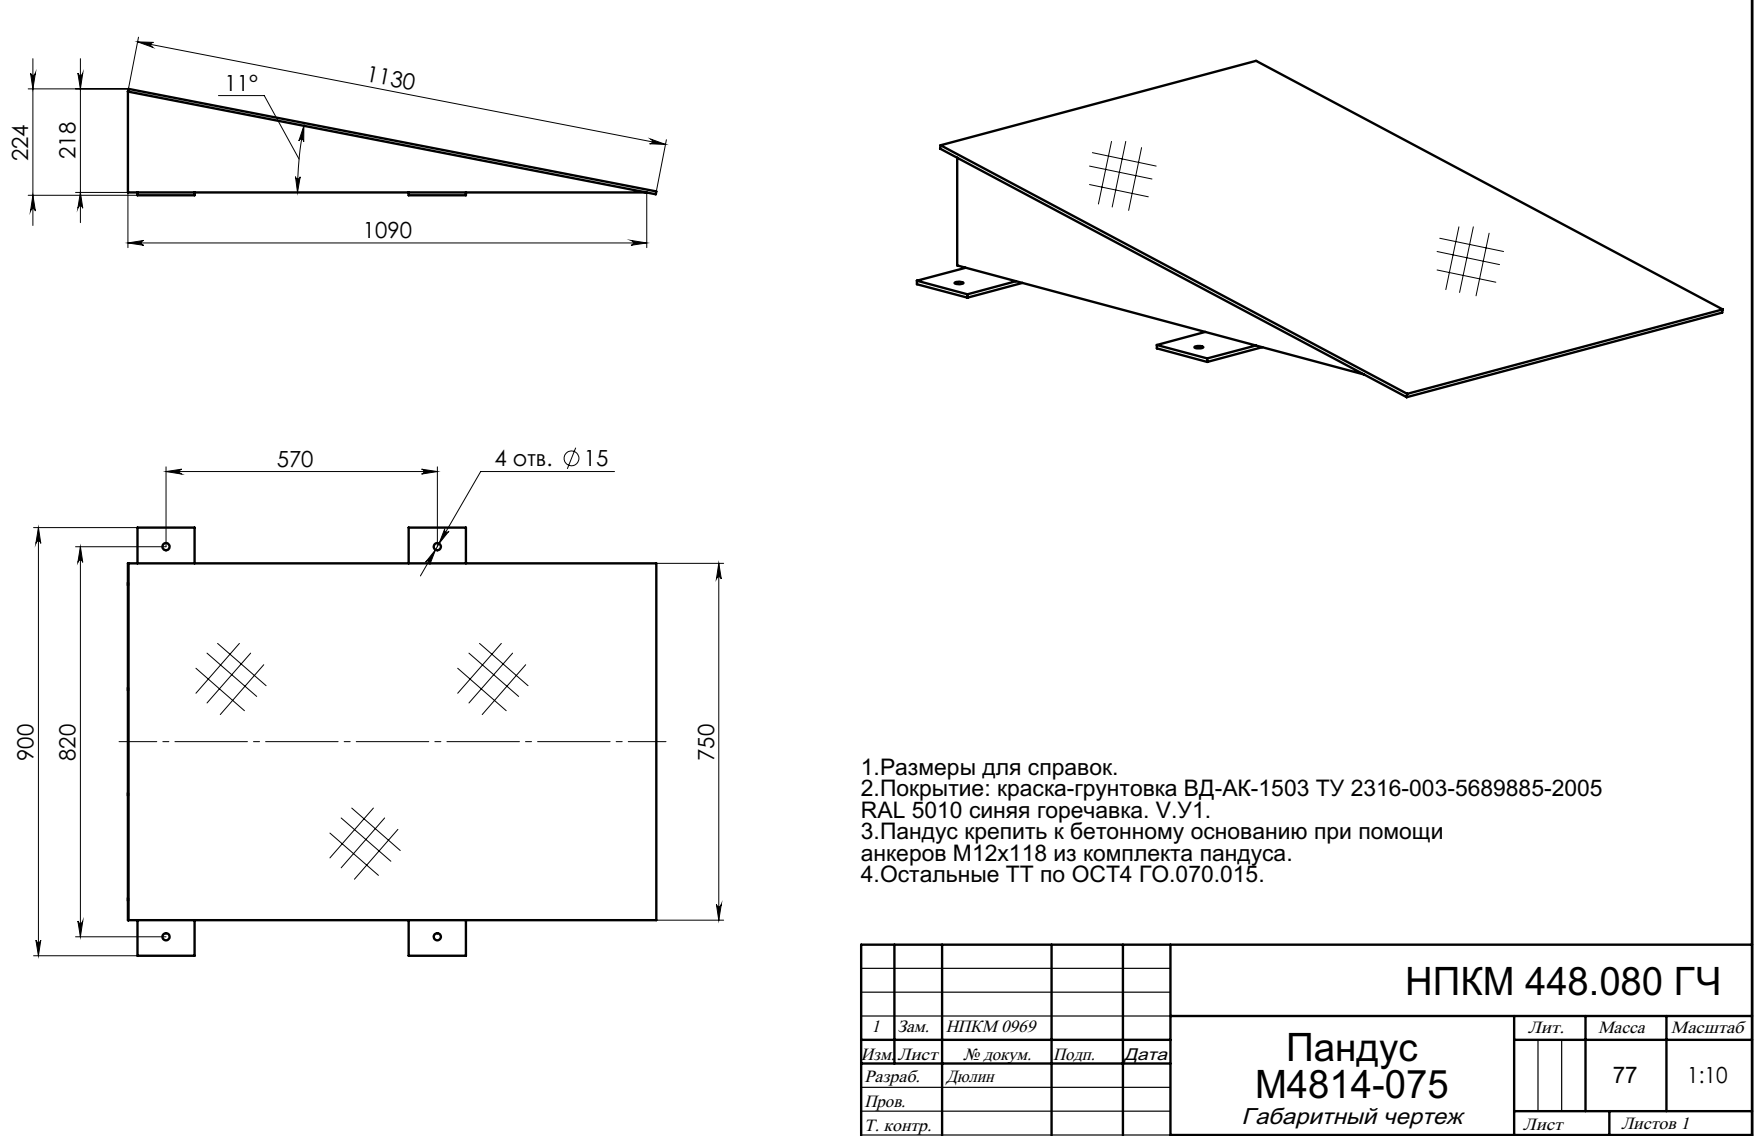 1130
11°
224
218
1090
570
4 отв. ∅15
900
820
750
1.Размеры для справок.
2.Покрытие: краска-грунтовка ВД-АК-1503 ТУ 2316-003-5689885-2005
RAL 5010 синяя горечавка. V.У1.
3.Пандус крепить к бетонному основанию при помощи
анкеров М12х118 из комплекта пандуса.
4.Остальные ТТ по ОСТ4 ГО.070.015.
НПКМ 448.080 ГЧ
1 Зам. НПКМ 0969
Изм. Лист № докум. Подп. Дата
Разраб. Дюлин
Пров.
Т. контр.
Пандус
М4814-075
Габаритный чертеж
Лит. Масса Масштаб
77 1:10
Лист Листов 1